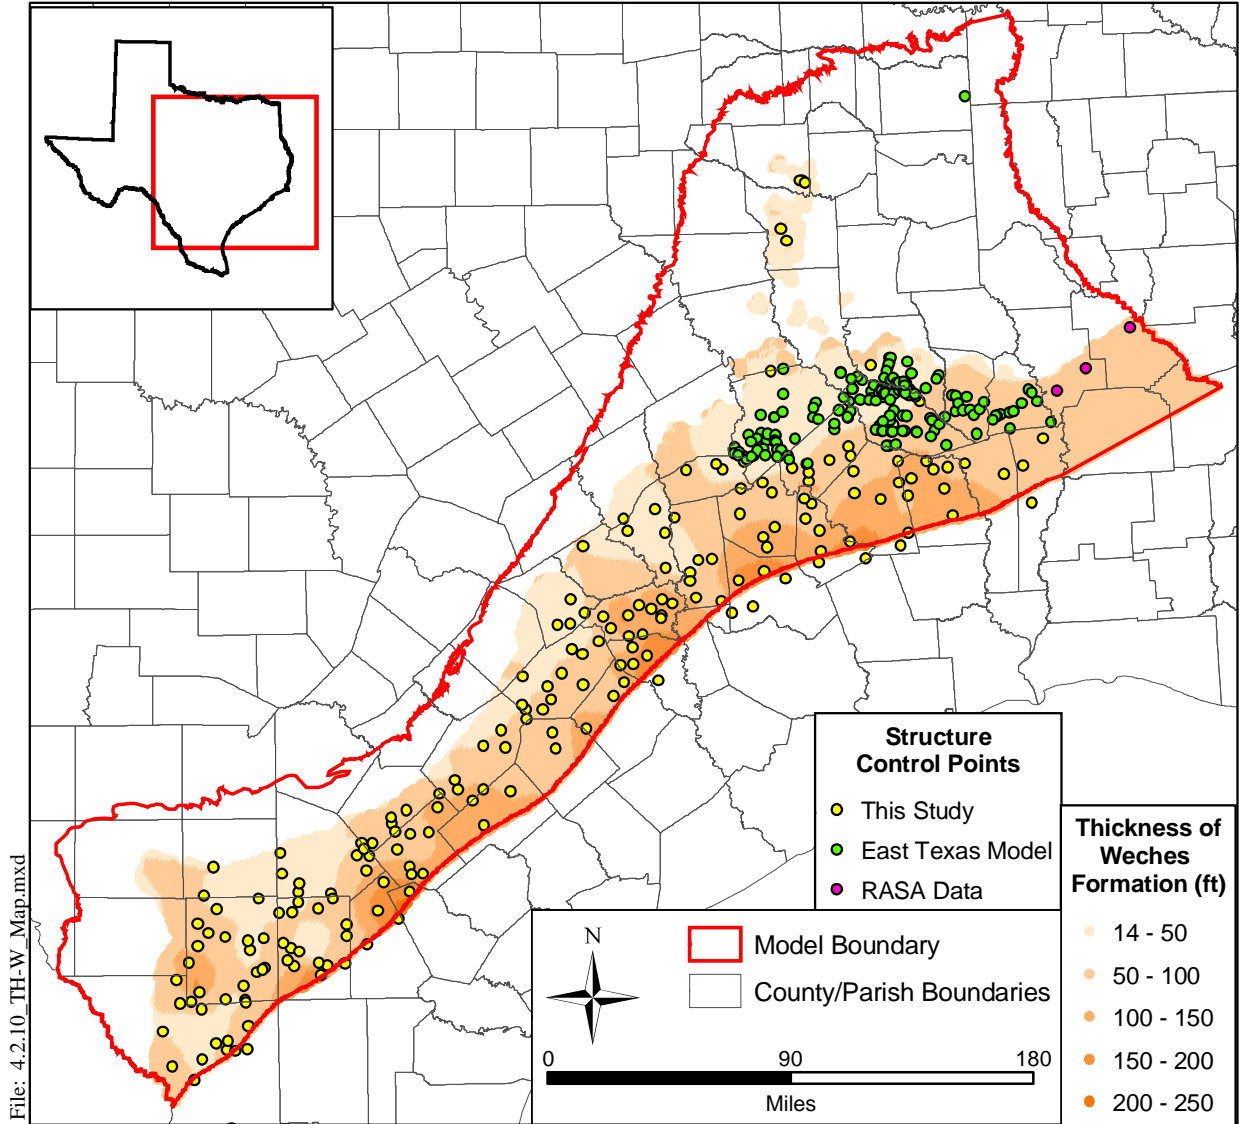 Structure
Control Points
This Study
East Texas Model
RASA Data
Thickness of
Weches
Formation (ft)
14 - 50
50 - 100
100 - 150
150 - 200
200 - 250
N
Model Boundary
County/Parish Boundaries
0 90 180
Miles
File: 4.2.10_TH-W_Map.mxd